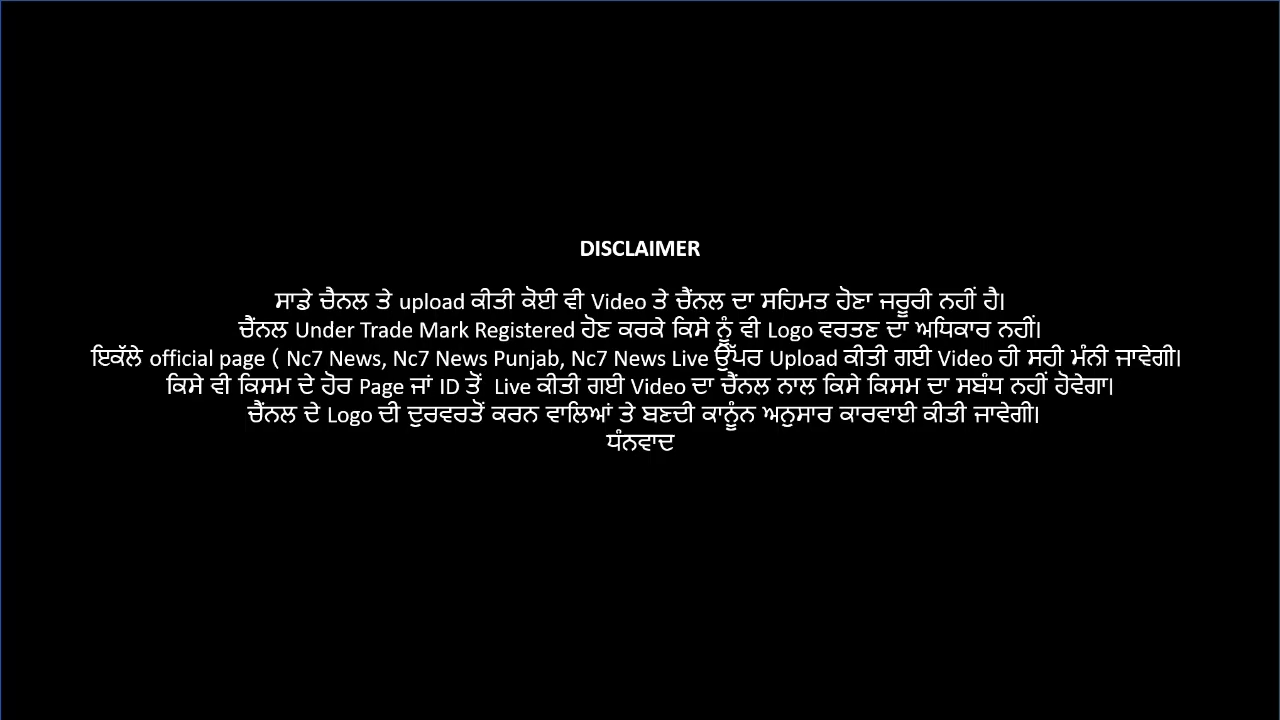 DISCLAIMER
ਸਾਡੇ ਚੈਨਲ ਤੇ upload ਕੀਤੀ ਕੋਈ ਵੀ Video ਤੇ ਚੈਂਨਲ ਦਾ ਸਹਿਮਤ ਹੋਣਾ ਜਰੂਰੀ ਨਹੀਂ ਹੈ।
ਚੈਂਨਲ Under Trade Mark Registered ਹੋਣ ਕਰਕੇ ਕਿਸੇ ਨੂੰ ਵੀ Logo ਵਰਤਣ ਦਾ ਅਧਿਕਾਰ ਨਹੀਂ।
ਇਕੱਲੇ official page ( Nc7 News, Nc7 News Punjab, Nc7 News Live ਉੱਪਰ Upload ਕੀਤੀ ਗਈ Video ਹੀ ਸਹੀ ਮੰਨੀ ਜਾਵੇਗੀ।
ਕਿਸੇ ਵੀ ਕਿਸਮ ਦੇ ਹੋਰ Page ਜਾਂ ID ਤੋਂ Live ਕੀਤੀ ਗਈ Video ਦਾ ਚੈਂਨਲ ਨਾਲ ਕਿਸੇ ਕਿਸਮ ਦਾ ਸਬੰਧ ਨਹੀਂ ਹੋਵੇਗਾ।
ਚੈਂਨਲ ਦੇ Logo ਦੀ ਦੁਰਵਰਤੋਂ ਕਰਨ ਵਾਲਿਆਂ ਤੇ ਬਣਦੀ ਕਾਨੂੰਨ ਅਨੁਸਾਰ ਕਾਰਵਾਈ ਕੀਤੀ ਜਾਵੇਗੀ।
ਧੰਨਵਾਦ